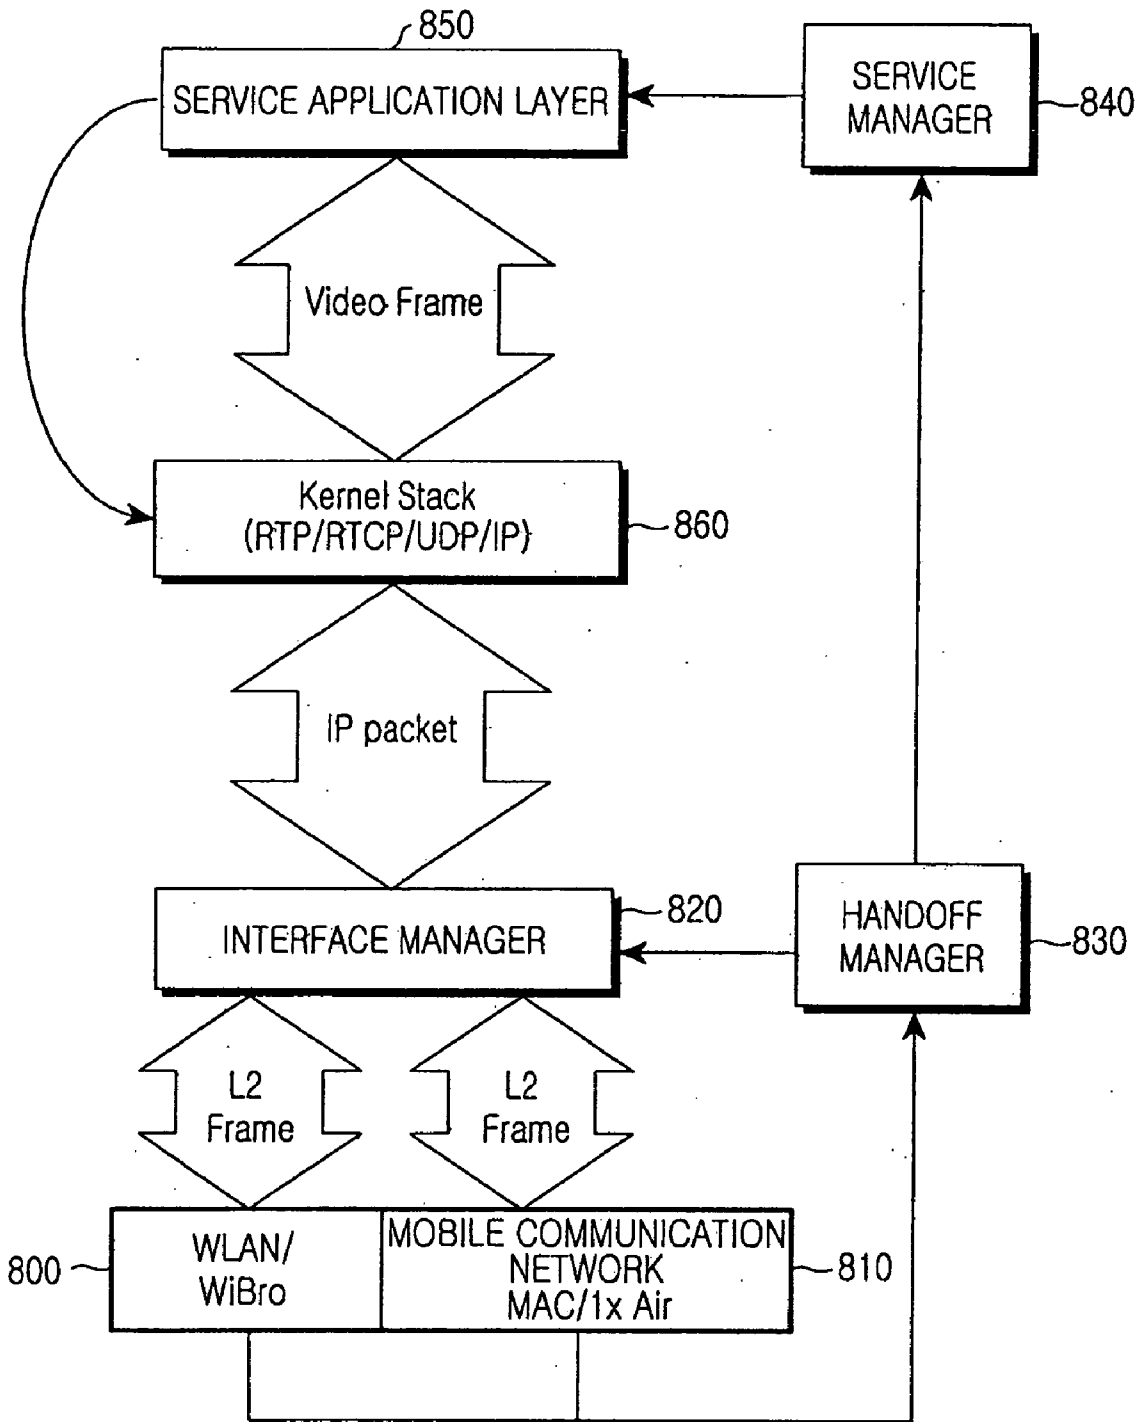 850
SERVICE APPLICATION LAYER
SERVICE
MANAGER
840
Video Frame
Kernel Stack
(RTP/RTCP/UDP/IP)
860
IP packet
820
INTERFACE MANAGER
HANDOFF
MANAGER
830
L2
Frame
L2
Frame
800
WLAN/
WiBro
MOBILE COMMUNICATION
NETWORK
MAC/1x Air
810